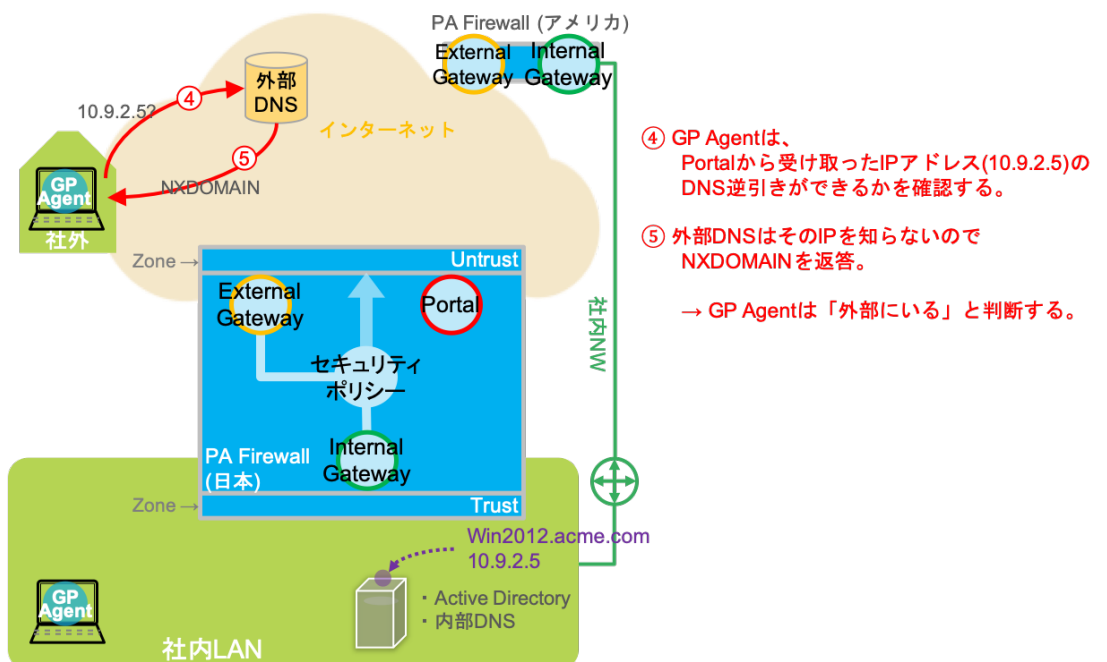 PA Firewall (アメリカ)
External
Gateway
Internal
Gateway
外部
DNS
④
10.9.2.5?
インターネット
⑤
NXDOMAIN
GP
Agent
社外
④ GP Agentは、
Portalから受け取ったIPアドレス(10.9.2.5)の
DNS逆引きができるかを確認する。
⑤ 外部DNSはそのIPを知らないので
NXDOMAINを返答。
→ GP Agentは「外部にいる」と判断する。
Zone →
Untrust
External
Gateway
Portal
社内NW
セキュリティ
ポリシー
Internal
Gateway
PA Firewall
(日本)
Zone →
Trust
Win2012.acme.com
10.9.2.5
・Active Directory
・内部DNS
GP
Agent
社内LAN